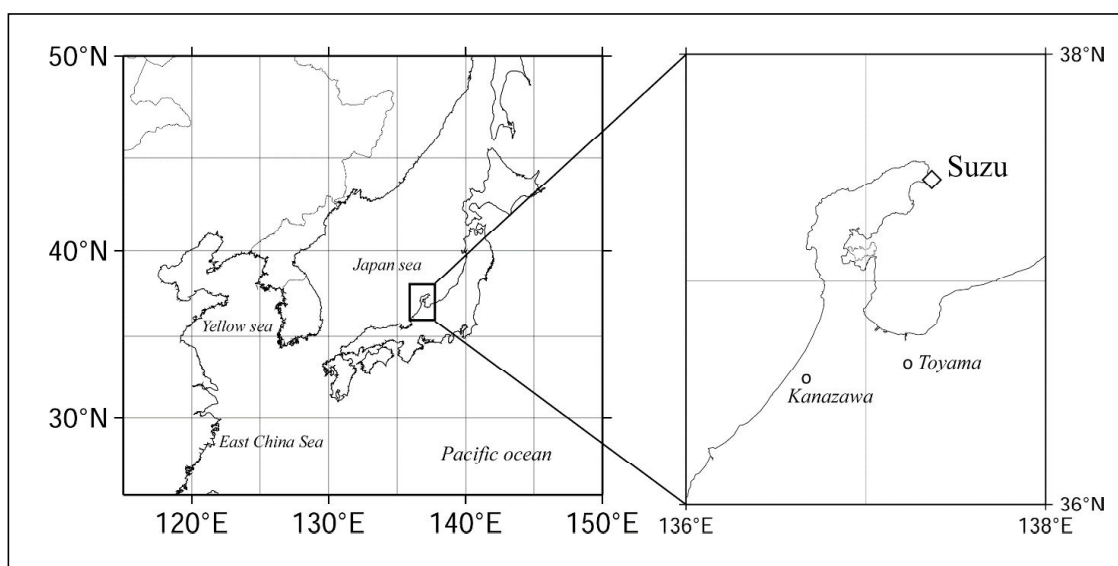 50°N
40°N
30°N
120°E
130°E
140°E
150°E
Japan sea
Yellow sea
East China Sea
Pacific ocean
38°N
Suzu
Toyama
Kanazawa
36°N
136°E
138°E